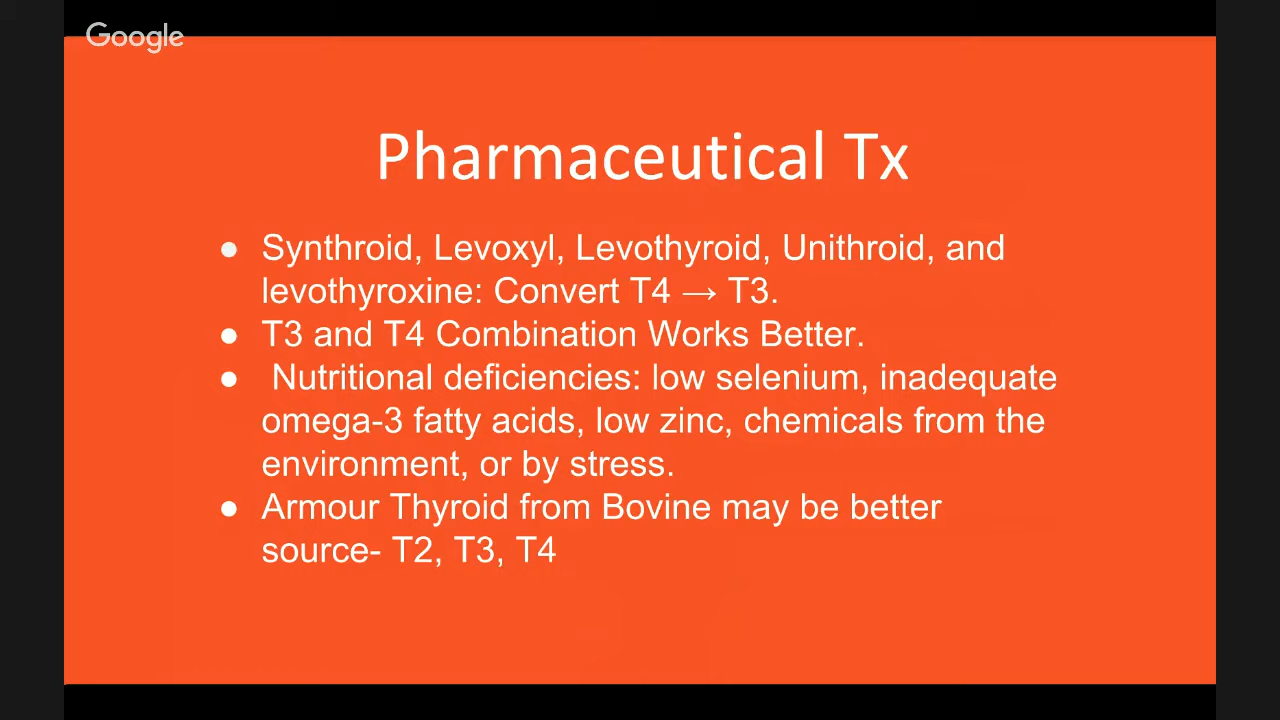 Google
Pharmaceutical Tx
● Synthroid, Levoxyl, Levothyroid, Unithroid, and
levothyroxine: Convert T4 → T3.
● T3 and T4 Combination Works Better.
● Nutritional deficiencies: low selenium, inadequate
omega-3 fatty acids, low zinc, chemicals from the
environment, or by stress.
● Armour Thyroid from Bovine may be better
source- T2, T3, T4